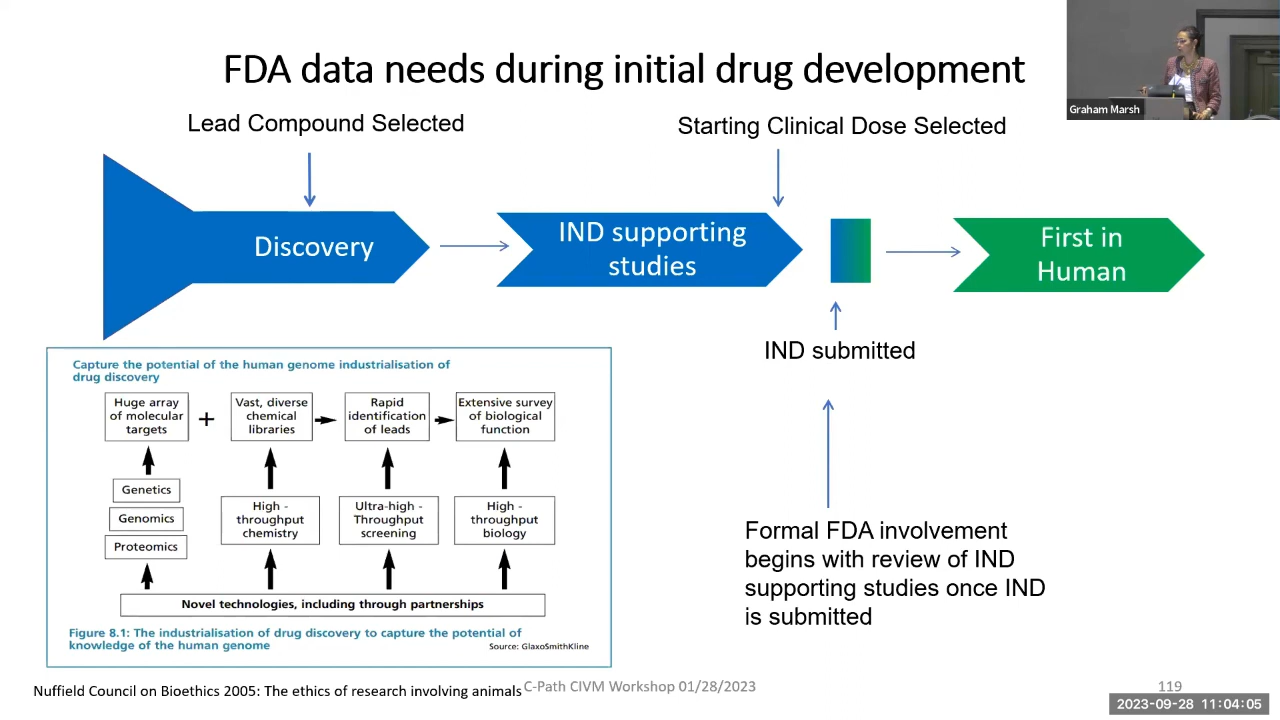 FDA data needs during initial drug development
Graham Marsh
Lead Compound Selected
Starting Clinical Dose Selected
Discovery
IND supporting
studies
First in
Human
IND submitted
Formal FDA involvement
begins with review of IND
supporting studies once IND
is submitted
Capture the potential of the human genome industrialisation of
drug discovery
Huge array
of molecular
targets
+
Vast, diverse
chemical
libraries
Rapid
identification
of leads
Extensive survey
of biological
function
Genetics
Genomics
Proteomics
High -
throughput
chemistry
Ultra-high -
Throughput
screening
High -
throughput
biology
Novel technologies, including through partnerships
Figure 8.1: The industrialisation of drug discovery to capture the potential of
knowledge of the human genome
Source: GlaxoSmithKline
Nuffield Council on Bioethics 2005: The ethics of research involving animals
C-Path CIVM Workshop 01/28/2023
119
2023-09-28 11:04:05